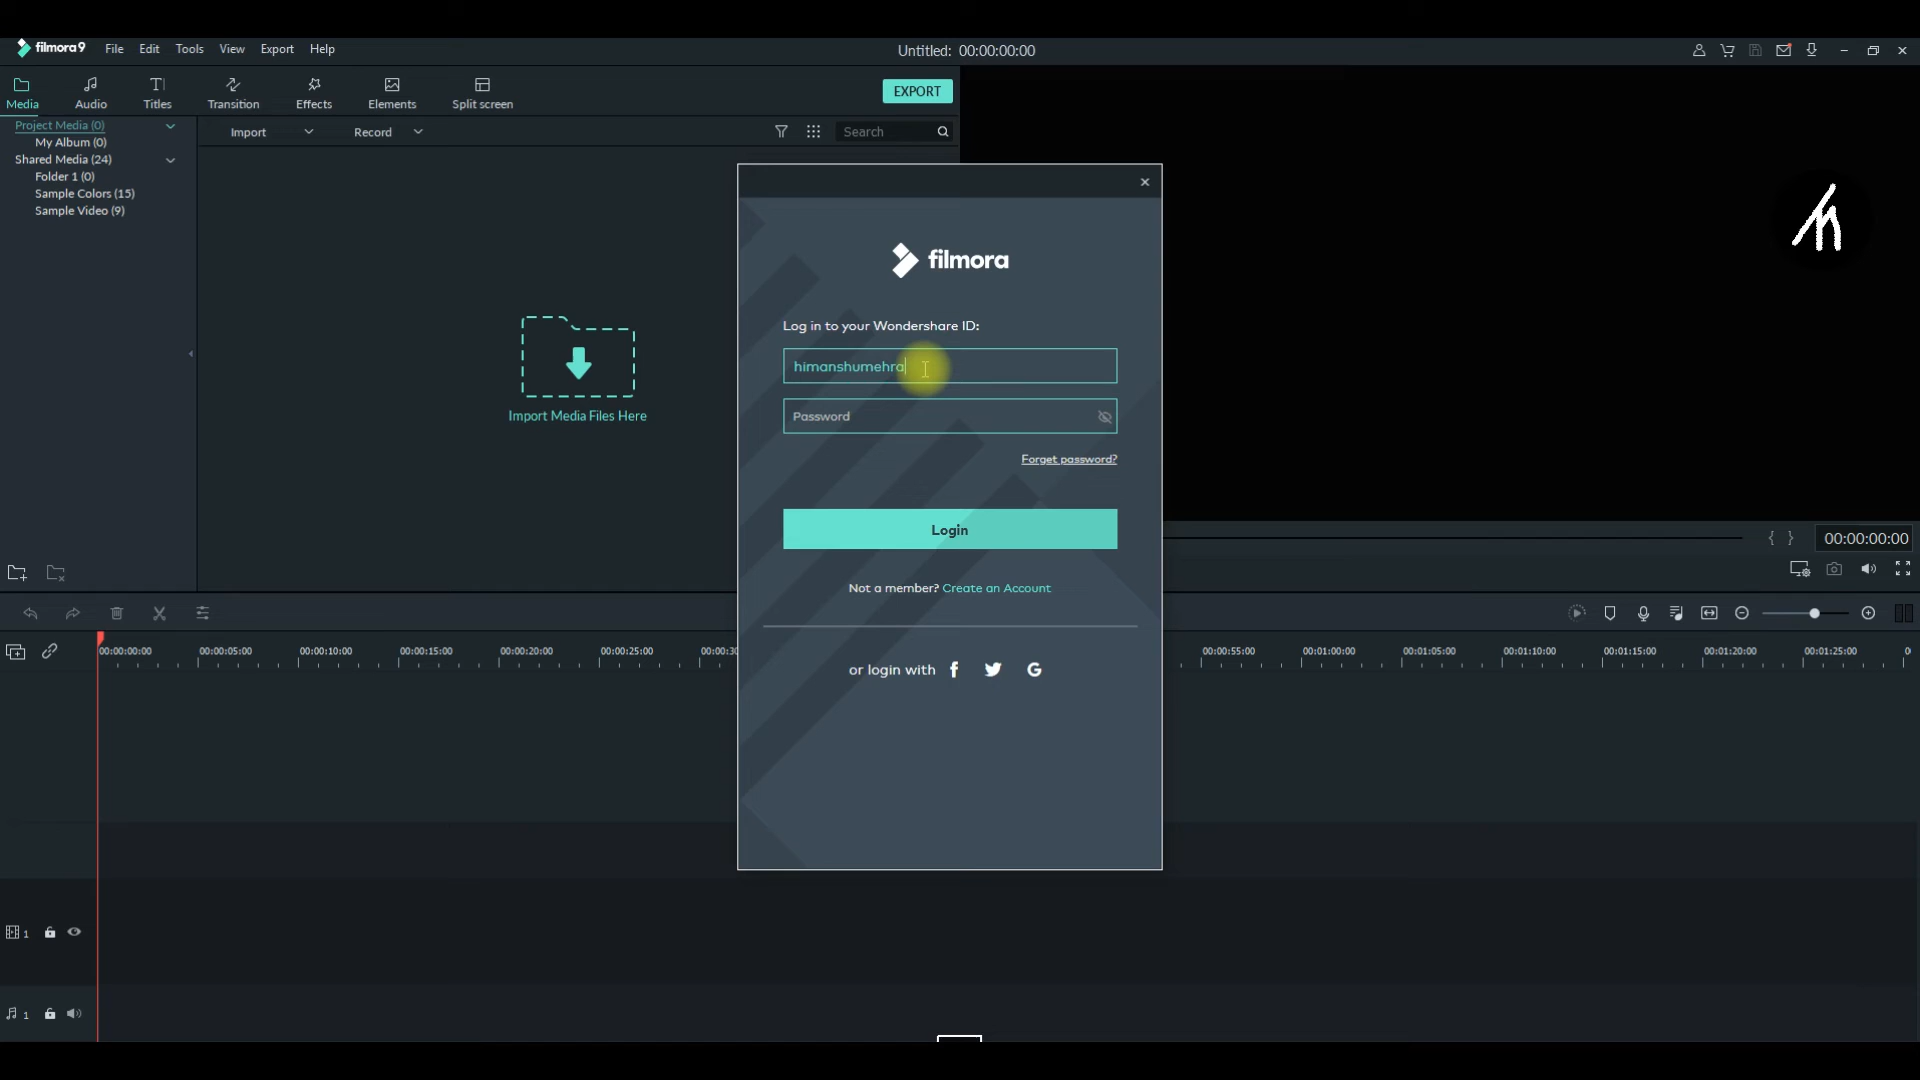 filmora9 File Edit Tools View Export Help
Untitled: 00:00:00:00
Media Audio Titles Transition Effects Elements Split screen
EXPORT
Project Media (0)
My Album (0)
Shared Media (24)
Folder 1 (0)
Sample Colors (15)
Sample Video (9)
Import Record Search
Import Media Files Here
filmora
Log in to your Wondershare ID:
himanshumehra
Password
Forget password?
Login
Not a member? Create an Account
or login with f G
{ } 00:00:00:00
00:00:00:00 00:00:05:00 00:00:10:00 00:00:15:00 00:00:20:00 00:00:25:00 00:00:30 00:00:55:00 00:01:00:00 00:01:05:00 00:01:10:00 00:01:15:00 00:01:20:00 00:01:25:00 0
1
1